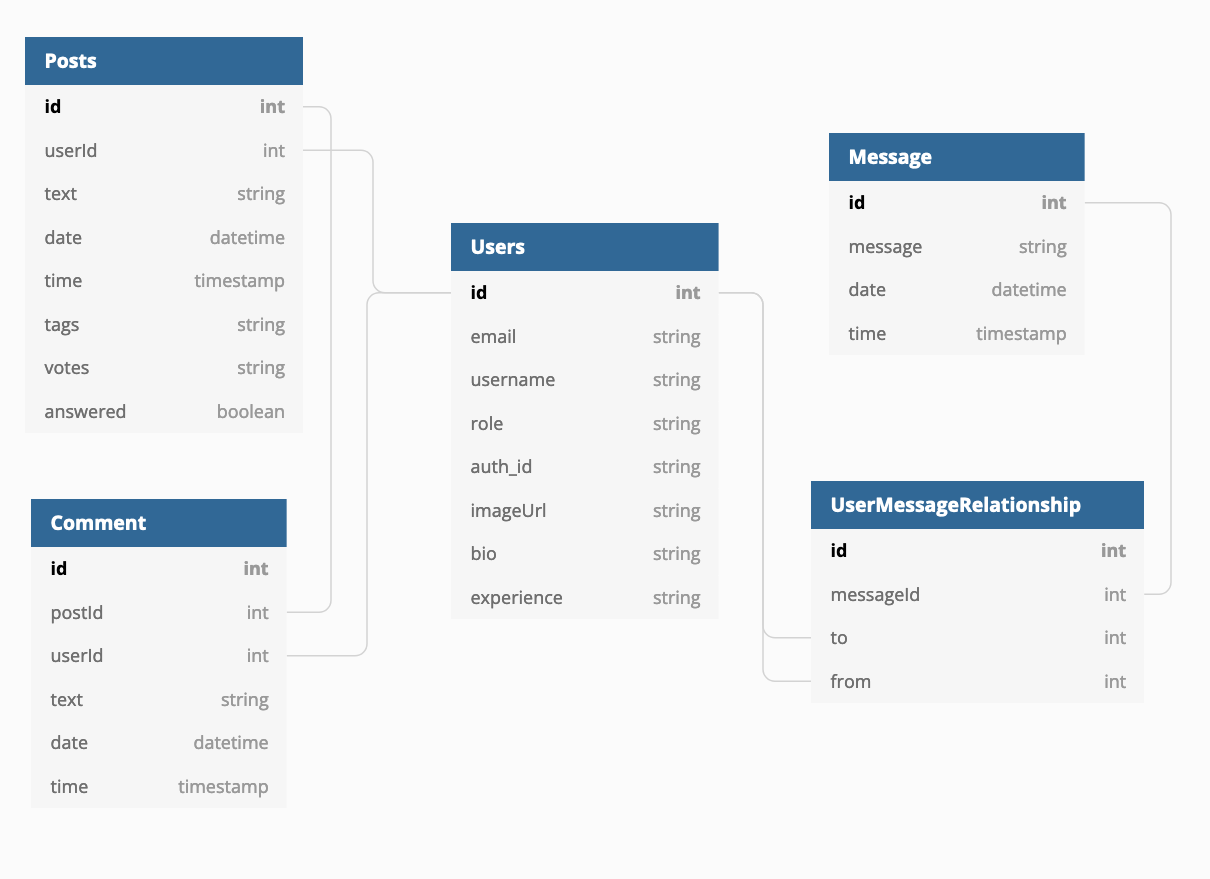 Posts
id int
userId int
text string
date datetime
time timestamp
tags string
votes string
answered boolean
Comment
id int
postId int
userId int
text string
date datetime
time timestamp
Users
id int
email string
username string
role string
auth_id string
imageUrl string
bio string
experience string
Message
id int
message string
date datetime
time timestamp
UserMessageRelationship
id int
messageId int
to int
from int